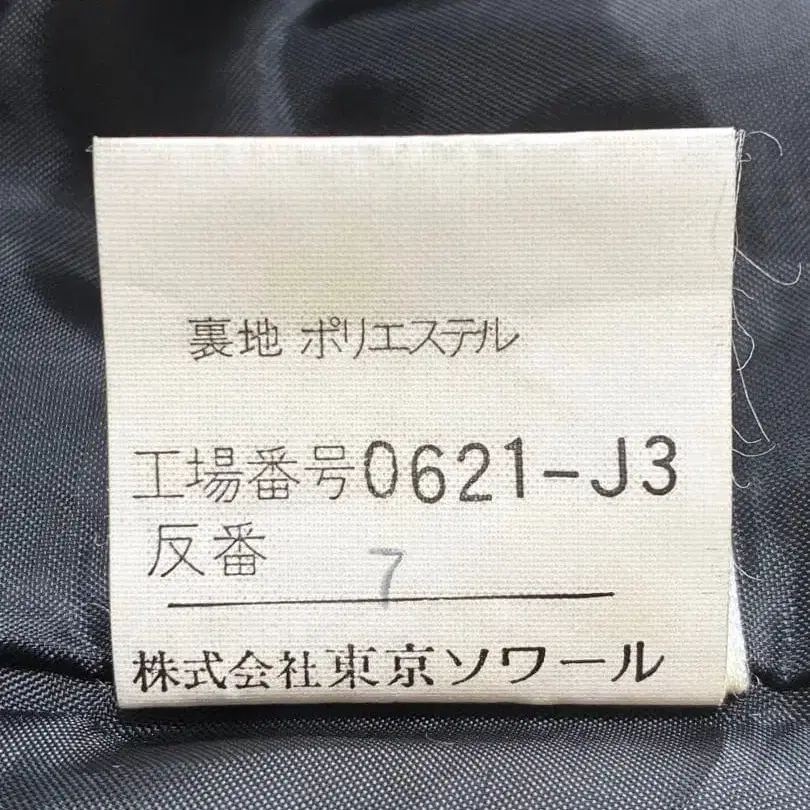 裏地 ポリエステル
工場番号0621-J3
反番 7
株式会社東京ソワール